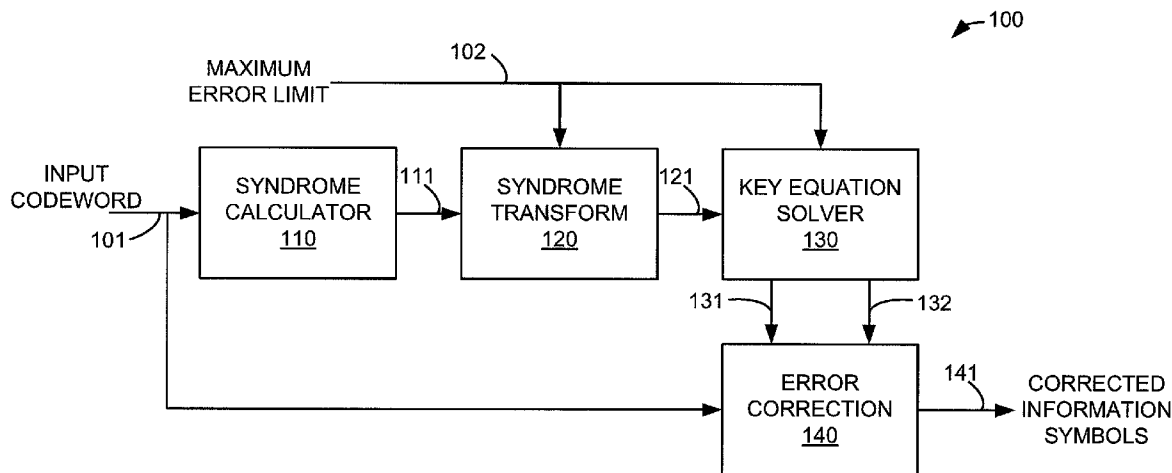 100
102
MAXIMUM
ERROR LIMIT
INPUT
CODEWORD
101
SYNDROME
CALCULATOR
110
111
SYNDROME
TRANSFORM
120
121
KEY EQUATION
SOLVER
130
131
132
ERROR
CORRECTION
140
141
CORRECTED
INFORMATION
SYMBOLS